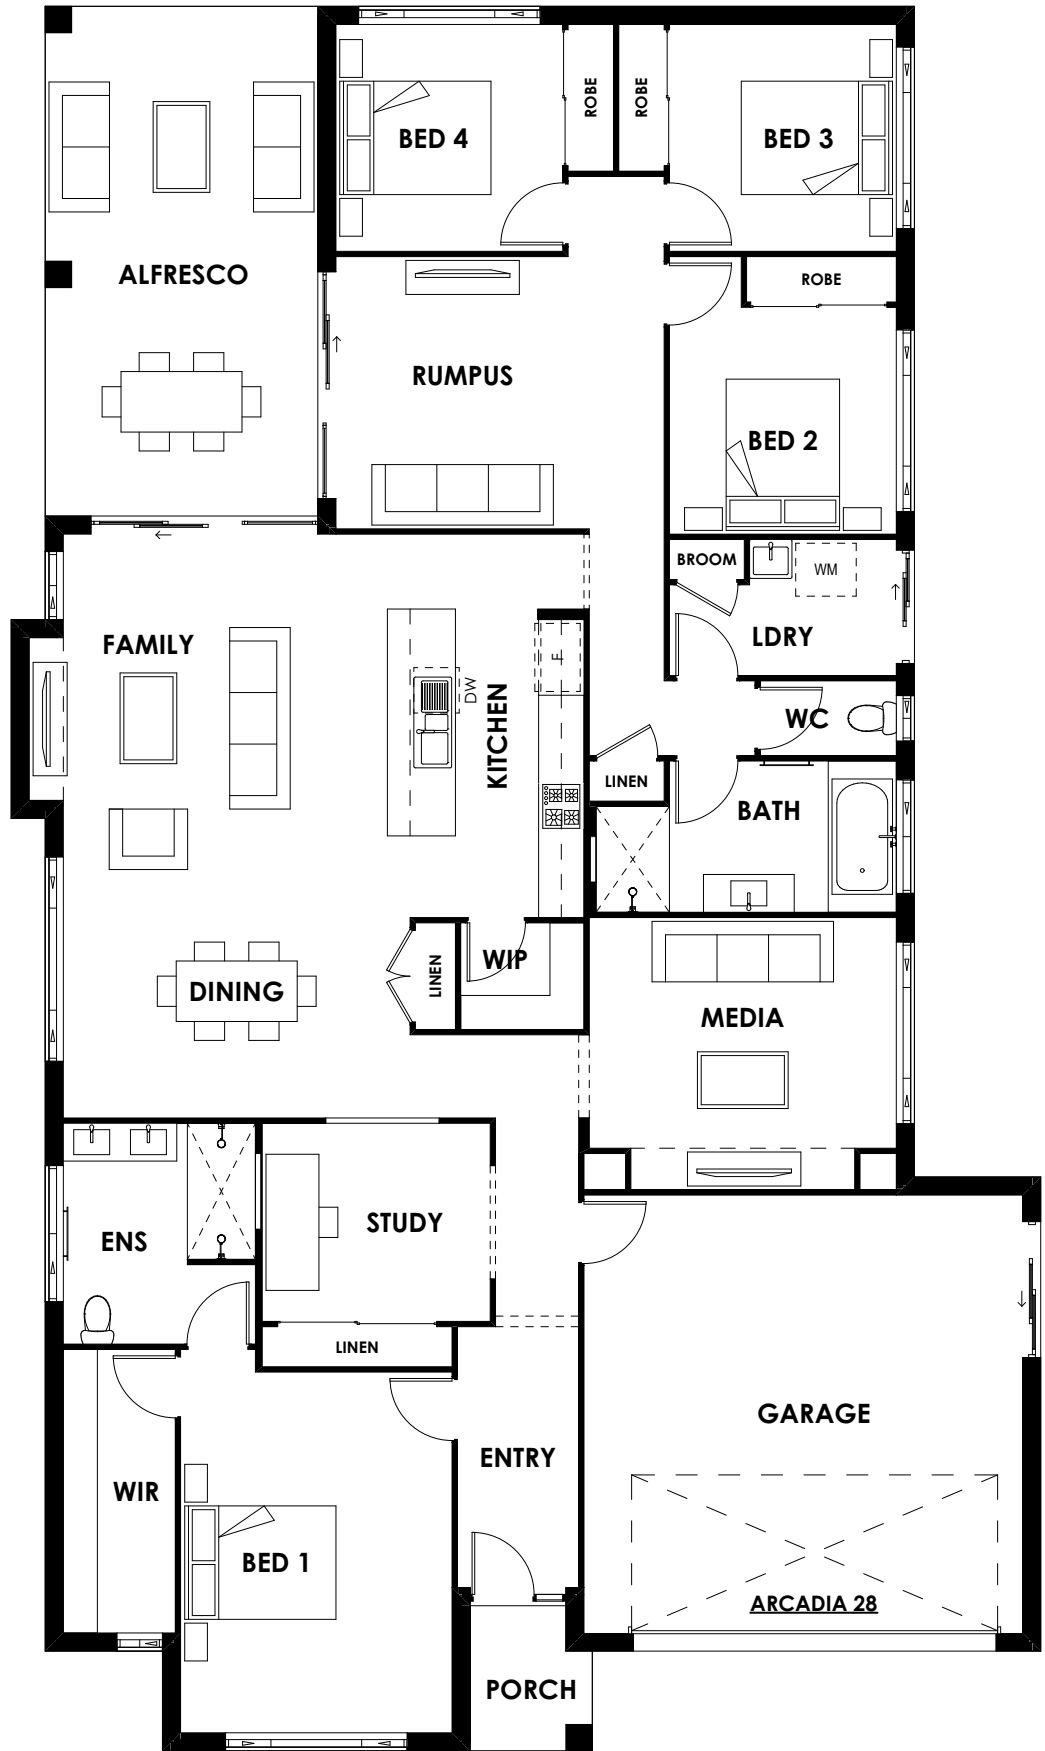 BED 4
ROBE
ROBE
BED 3
ALFRESCO
ROBE
RUMPUS
BED 2
BROOM
WM
LDRY
FAMILY
F
DW
KITCHEN
WC
LINEN
BATH
x
WIP
LINEN
DINING
MEDIA
x
STUDY
ENS
LINEN
GARAGE
ENTRY
WIR
BED 1
ARCADIA 28
PORCH